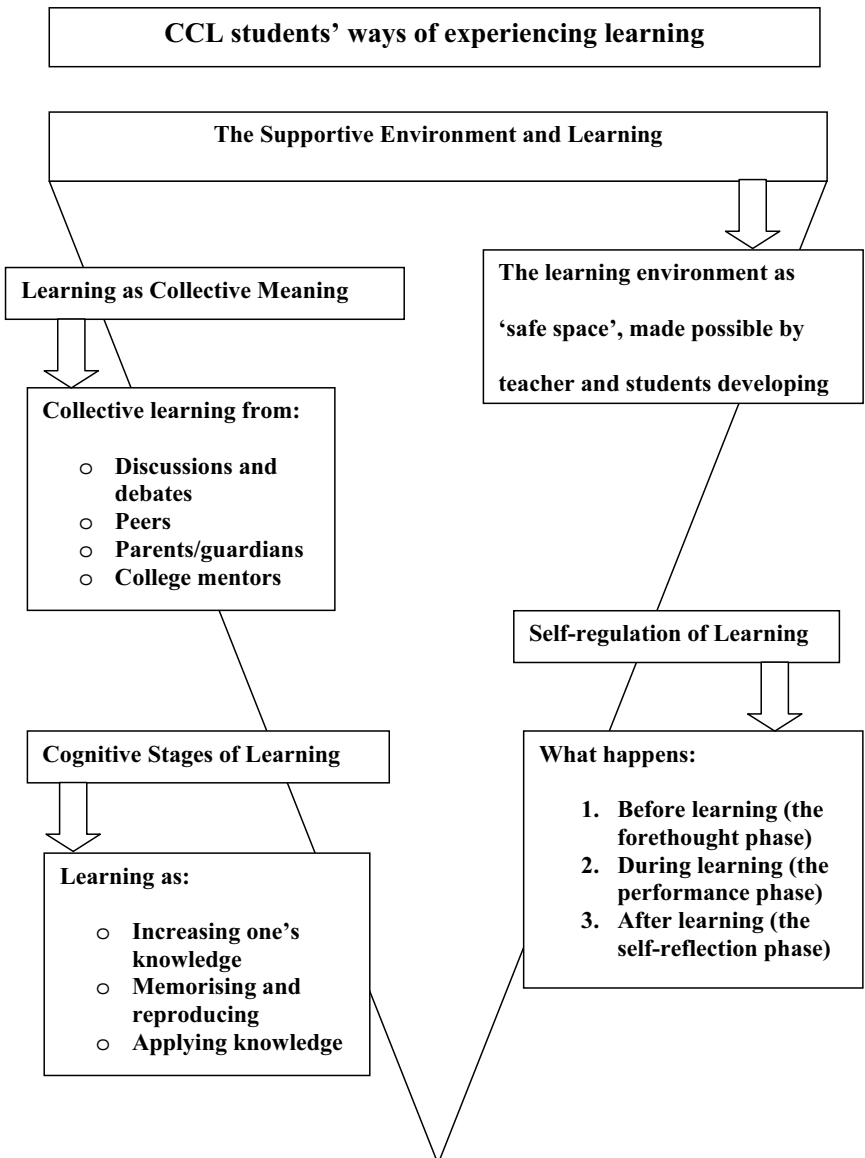 CCL students’ ways of experiencing learning
The Supportive Environment and Learning
Learning as Collective Meaning
Collective learning from:
o Discussions and
debates
o Peers
o Parents/guardians
o College mentors
Cognitive Stages of Learning
Learning as:
o Increasing one’s
knowledge
o Memorising and
reproducing
o Applying knowledge
The learning environment as
‘safe space’, made possible by
teacher and students developing
Self-regulation of Learning
What happens:
1. Before learning (the
forethought phase)
2. During learning (the
performance phase)
3. After learning (the
self-reflection phase)